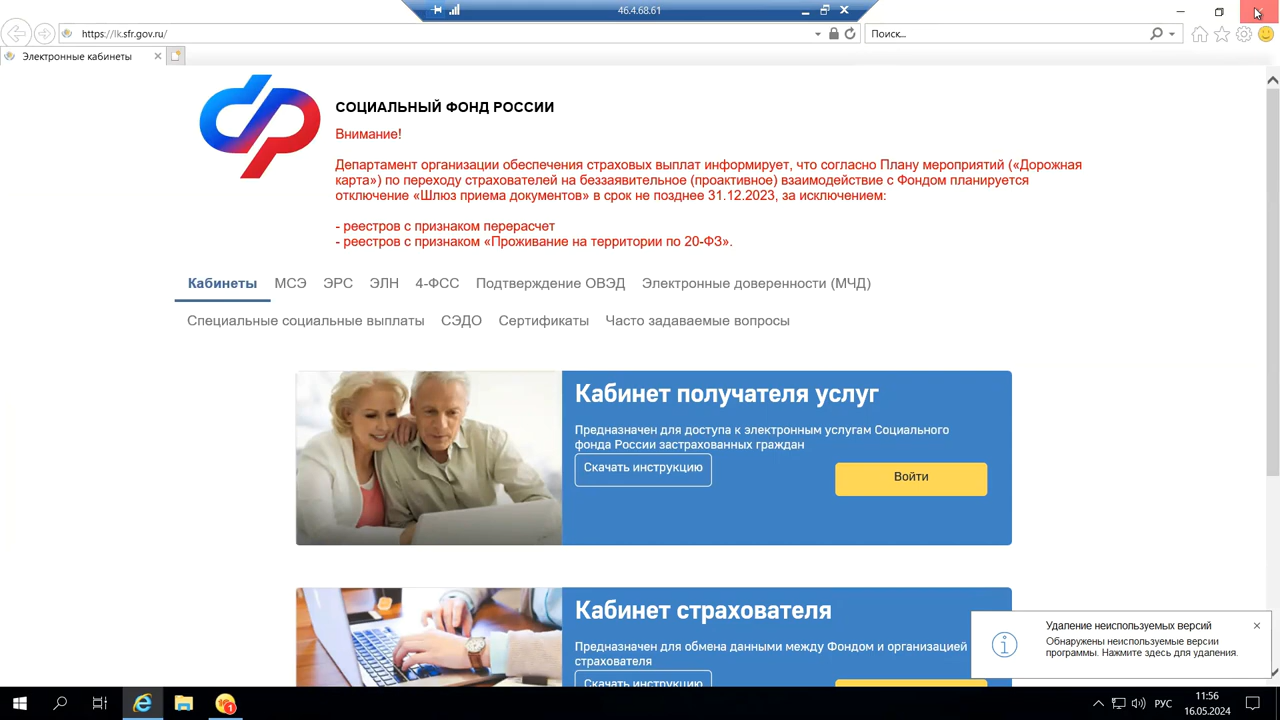 46.4.68.61
https://lk.sfr.gov.ru/
Поиск...
Электронные кабинеты
СОЦИАЛЬНЫЙ ФОНД РОССИИ
Внимание!
Департамент организации обеспечения страховых выплат информирует, что согласно Плану мероприятий («Дорожная
карта») по переходу страхователей на беззаявительное (проактивное) взаимодействие с Фондом планируется
отключение «Шлюз приема документов» в срок не позднее 31.12.2023, за исключением:
- реестров с признаком перерасчет
- реестров с признаком «Проживание на территории по 20-ФЗ».
Кабинеты МСЭ ЭРС ЭЛН 4-ФСС Подтверждение ОВЭД Электронные доверенности (МЧД)
Специальные социальные выплаты СЭДО Сертификаты Часто задаваемые вопросы
Кабинет получателя услуг
Предназначен для доступа к электронным услугам Социального
фонда России застрахованных граждан
Скачать инструкцию
Войти
Кабинет страхователя
Предназначен для обмена данными между Фондом и организацией
страхователя
Скачать инструкцию
Удаление неиспользуемых версий
Обнаружены неиспользуемые версии
программы. Нажмите здесь для удаления.
1
РУС
11:56
16.05.2024